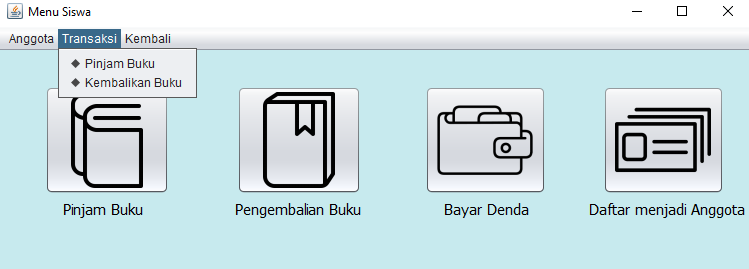 Menu Siswa
Anggota Transaksi Kembali
Pinjam Buku
Kembalikan Buku
Pinjam Buku Pengembalian Buku Bayar Denda Daftar menjadi Anggota